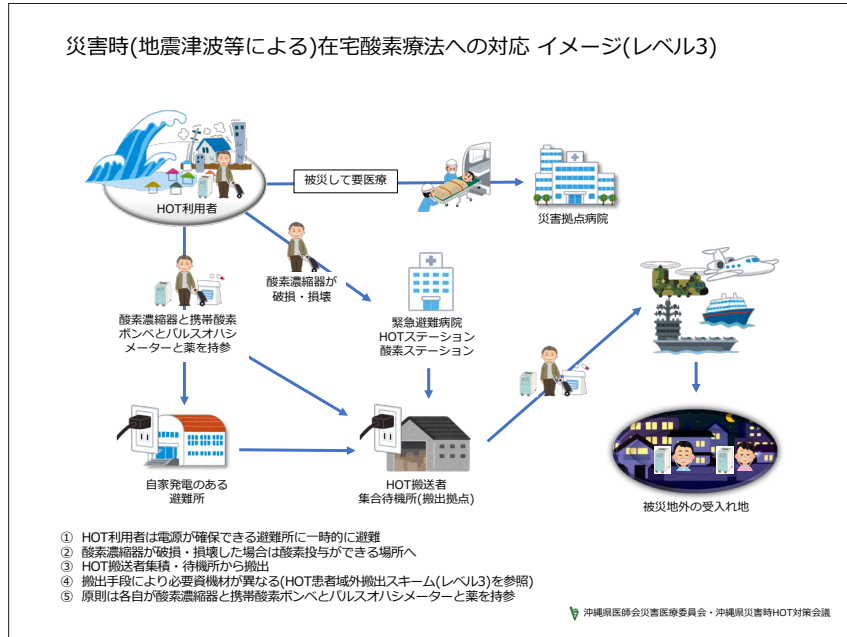 災害時(地震津波等による)在宅酸素療法への対応 イメージ(レベル3)
HOT利用者
被災して要医療
災害拠点病院
酸素濃縮器が
破損・損壊
酸素濃縮器と携帯酸素
ボンベとパルスオハシ
メーターと薬を持参
緊急避難病院
HOTステーション
酸素ステーション
自家発電のある
避難所
HOT搬送者
集合待機所(搬出拠点)
被災地外の受入れ地
① HOT利用者は電源が確保できる避難所に一時的に避難
② 酸素濃縮器が破損・損壊した場合は酸素投与ができる場所へ
③ HOT搬送者集積・待機所から搬出
④ 搬出手段により必要資機材が異なる(HOT患者域外搬出スキーム(レベル3)を参照)
⑤ 原則は各自が酸素濃縮器と携帯酸素ボンベとパルスオハシメーターと薬を持参
沖縄県医師会災害医療委員会・沖縄県災害時HOT対策会議